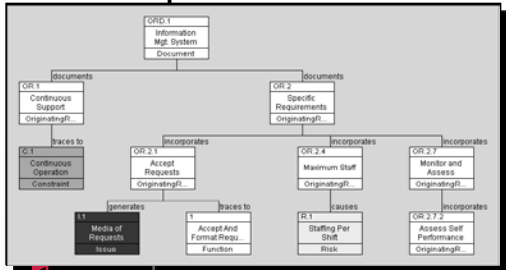 ORD.1
Information
Mgt. System
Document
documents
documents
OR.1
Continuous
Support
OriginatingR...
OR.2
Specific
Requirements
OriginatingR...
traces to
incorporates
incorporates
incorporates
C.1
Continuous
Operation
Constraint
OR.2.1
Accept
Requests
OriginatingR...
OR.2.4
Maximum Staff
OriginatingR...
OR.2.7
Monitor and
Assess
OriginatingR...
generates
traces to
causes
incorporates
I.1
Media of
Requests
Issue
1
Accept And
Format Requ...
Function
R.1
Staffing Per
Shift
Risk
OR.2.7.2
Assess Self
Performance
OriginatingR...